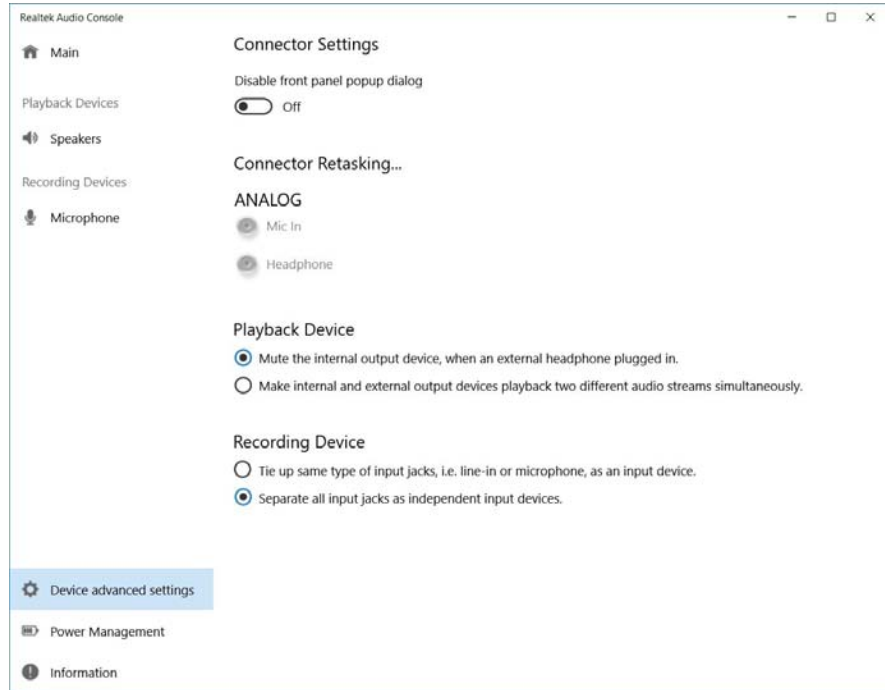 Realtek Audio Console
Main
Playback Devices
Speakers
Recording Devices
Microphone
Device advanced settings
Power Management
Information
Connector Settings
Disable front panel popup dialog
Off
Connector Retasking...
ANALOG
Mic In
Headphone
Playback Device
Mute the internal output device, when an external headphone plugged in.
Make internal and external output devices playback two different audio streams simultaneously.
Recording Device
Tie up same type of input jacks, i.e. line-in or microphone, as an input device.
Separate all input jacks as independent input devices.